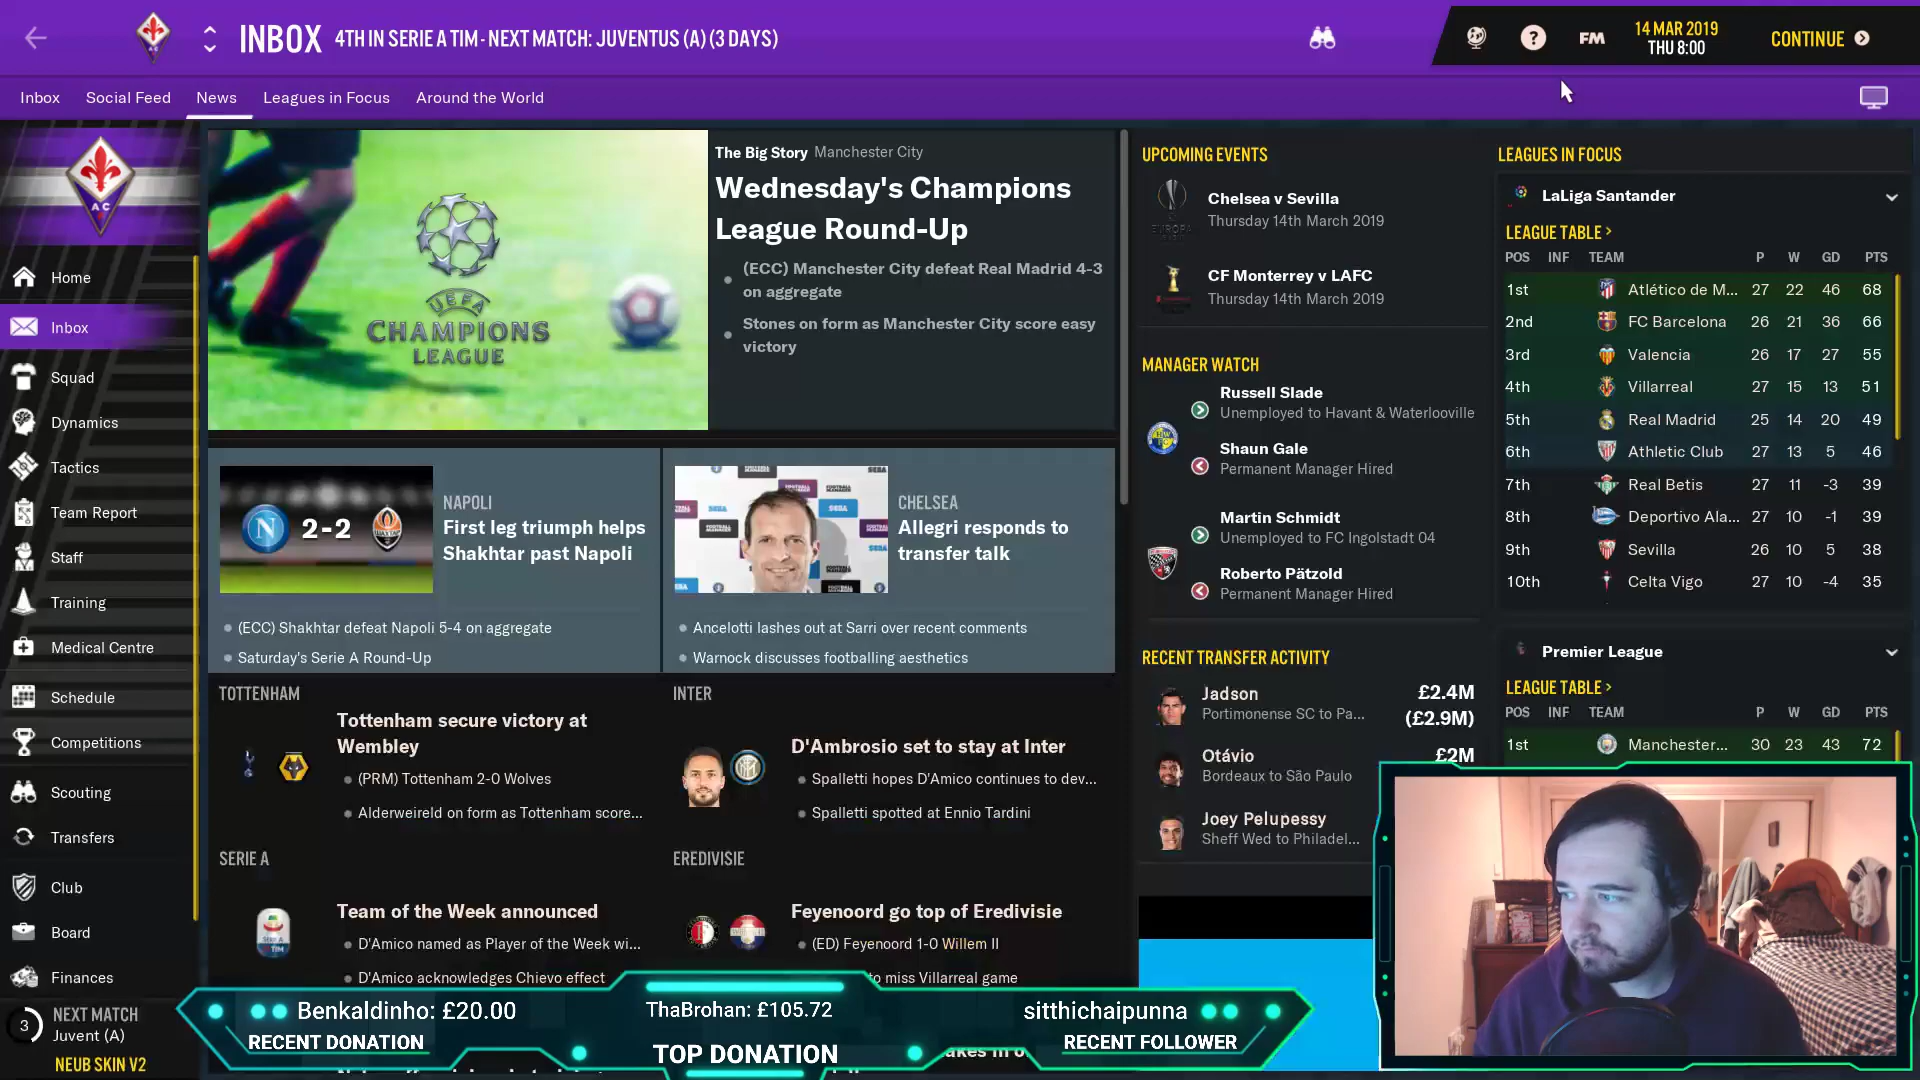 INBOX
4TH IN SERIE A TIM - NEXT MATCH: JUVENTUS (A) (3 DAYS)
?
FM
14 MAR 2019
THU 8:00
CONTINUE
Inbox
Social Feed
News
Leagues in Focus
Around the World
A C
Home
Inbox
Squad
Dynamics
Tactics
Team Report
Staff
Training
Medical Centre
Schedule
Competitions
Scouting
Transfers
Club
Board
Finances
3
NEXT MATCH
Juvent (A)
NEUB SKIN V2
UEFA
CHAMPIONS
LEAGUE
The Big Story Manchester City
Wednesday's Champions
League Round-Up
(ECC) Manchester City defeat Real Madrid 4-3
on aggregate
Stones on form as Manchester City score easy
victory
N 2-2
NAPOLI
First leg triumph helps
Shakhtar past Napoli
(ECC) Shakhtar defeat Napoli 5-4 on aggregate
Saturday's Serie A Round-Up
CHELSEA
Allegri responds to
transfer talk
Ancelotti lashes out at Sarri over recent comments
Warnock discusses footballing aesthetics
TOTTENHAM
Tottenham secure victory at
Wembley
(PRM) Tottenham 2-0 Wolves
Alderweireld on form as Tottenham score...
INTER
D'Ambrosio set to stay at Inter
Spalletti hopes D'Amico continues to dev...
Spalletti spotted at Ennio Tardini
SERIE A
Team of the Week announced
D'Amico named as Player of the Week wi...
D'Amico acknowledges Chievo effect
EREDIVISIE
Feyenoord go top of Eredivisie
(ED) Feyenoord 1-0 Willem II
to miss Villarreal game
UPCOMING EVENTS
Chelsea v Sevilla
Thursday 14th March 2019
CF Monterrey v LAFC
Thursday 14th March 2019
MANAGER WATCH
Russell Slade
Unemployed to Havant & Waterlooville
Shaun Gale
Permanent Manager Hired
Martin Schmidt
Unemployed to FC Ingolstadt 04
Roberto Pätzold
Permanent Manager Hired
RECENT TRANSFER ACTIVITY
Jadson £2.4M
Portimonense SC to Pa... (£2.9M)
Otávio £2M
Bordeaux to São Paulo
Joey Pelupessy
Sheff Wed to Philadel...
LEAGUES IN FOCUS
LaLiga Santander
LEAGUE TABLE >
POS INF TEAM P W GD PTS
1st Atlético de M... 27 22 46 68
2nd FC Barcelona 26 21 36 66
3rd Valencia 26 17 27 55
4th Villarreal 27 15 13 51
5th Real Madrid 25 14 20 49
6th Athletic Club 27 13 5 46
7th Real Betis 27 11 -3 39
8th Deportivo Ala... 27 10 -1 39
9th Sevilla 26 10 5 38
10th Celta Vigo 27 10 -4 35
Premier League
LEAGUE TABLE >
POS INF TEAM P W GD PTS
1st Manchester... 30 23 43 72
Benkaldinho: £20.00
RECENT DONATION
ThaBrohan: £105.72
TOP DONATION
sitthichaipunna
RECENT FOLLOWER